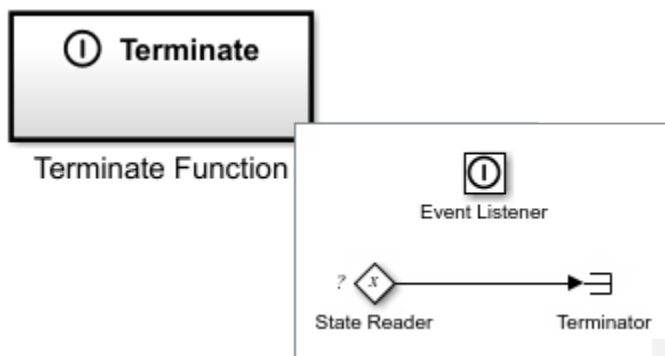 Terminate
Terminate Function
Event Listener
? x
State Reader
Terminator